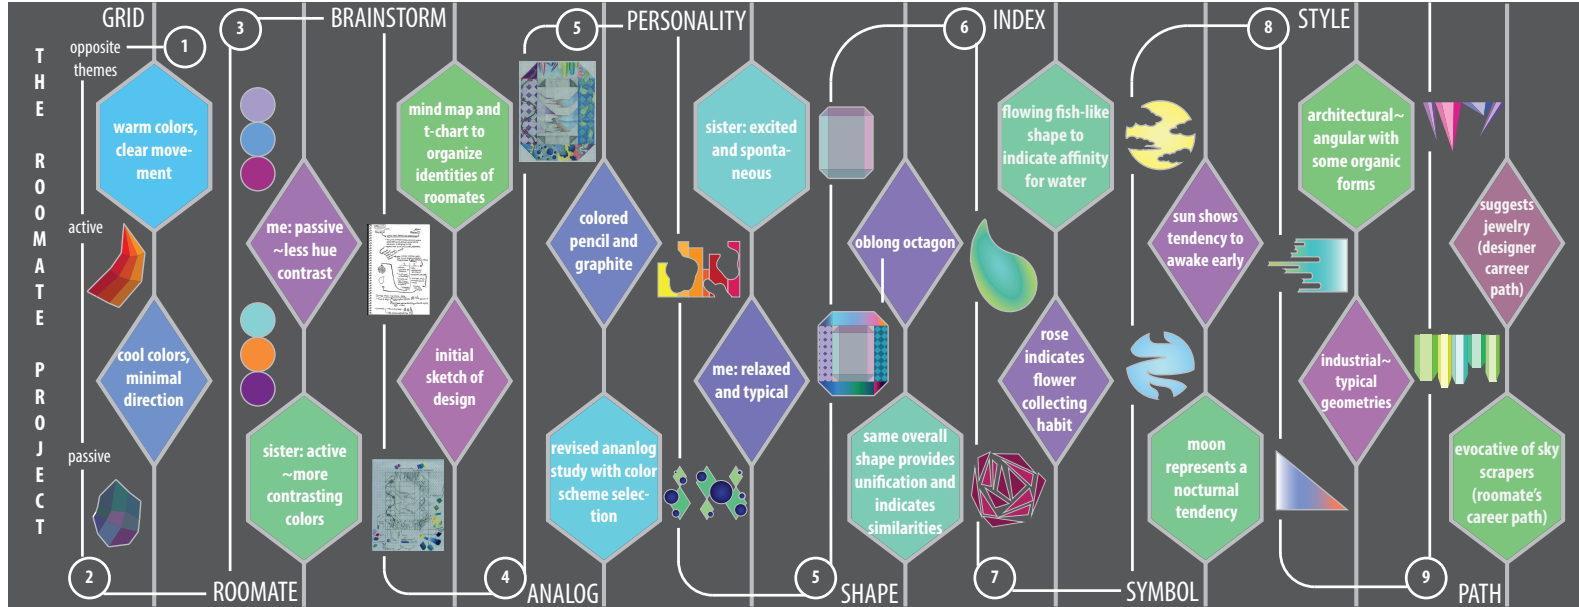 THE ROOMATE PROJECT
GRID
1
opposite
themes
warm colors,
clear move-
ment
active
cool colors,
minimal
direction
passive
2
ROOMATE
3
me: passive
~less hue
contrast
sister: active
~more
contrasting
colors
BRAINSTORM
mind map and
t-chart to
organize
identities of
roomates
initial
sketch of
design
4
ANALOG
colored
pencil and
graphite
revised ananlog
study with color
scheme selec-
tion
5
PERSONALITY
sister: excited
and sponta-
neous
me: relaxed
and typical
5
SHAPE
oblong octagon
same overall
shape provides
unification and
indicates
similarities
6
INDEX
flowing fish-like
shape to
indicate affinity
for water
rose
indicates
flower
collecting
habit
7
SYMBOL
sun shows
tendency to
awake early
moon
represents a
nocturnal
tendency
8
STYLE
architectural~
angular with
some organic
forms
industrial~
typical
geometries
9
PATH
suggests
jewelry
(designer
carreer
path)
evocative of sky
scrapers
(roomate's
career path)